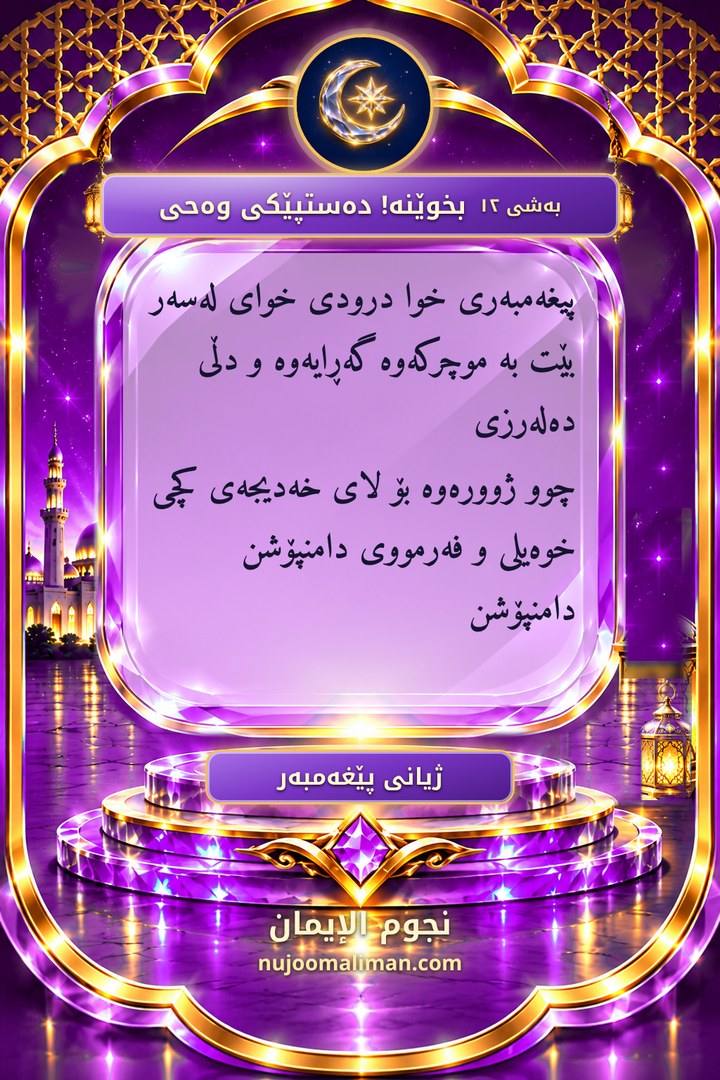 بەشی ١٢ بخوێنە! دەستپێکی وەحی
پیغەمبەری خوا درودی خوای لەسەر
بێت بە موچرکەوە گەڕایەوە و دڵی
دەلەرزی
چوو ژوورەوە بۆ لای خەدیجەی کچی
خوەیلی و فەرمووی دامنپۆشن
دامنپۆشن
ژیانی پێغەمبەر
نجوم الإيمان
nujoomaliman.com